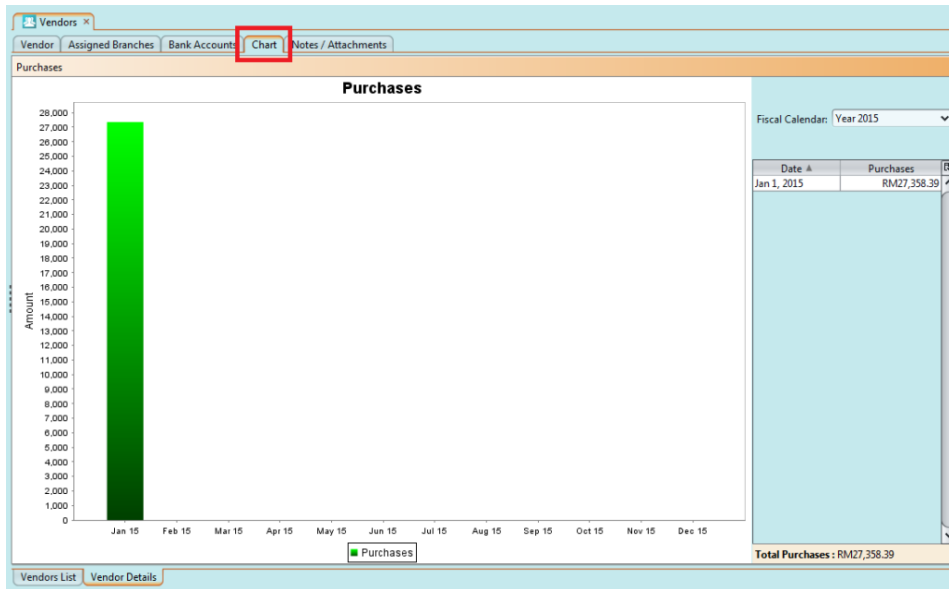 Vendors ×
Vendor Assigned Branches Bank Accounts Chart Notes / Attachments
Purchases
Purchases
28,000
27,000
26,000
25,000
24,000
23,000
22,000
21,000
20,000
19,000
18,000
17,000
16,000
15,000
14,000
13,000
12,000
11,000
10,000
9,000
8,000
7,000
6,000
5,000
4,000
3,000
2,000
1,000
0
Amount
Jan 15 Feb 15 Mar 15 Apr 15 May 15 Jun 15 Jul 15 Aug 15 Sep 15 Oct 15 Nov 15 Dec 15
Purchases
Fiscal Calendar: Year 2015
Date Purchases
Jan 1, 2015 RM27,358.39
Total Purchases : RM27,358.39
Vendors List Vendor Details